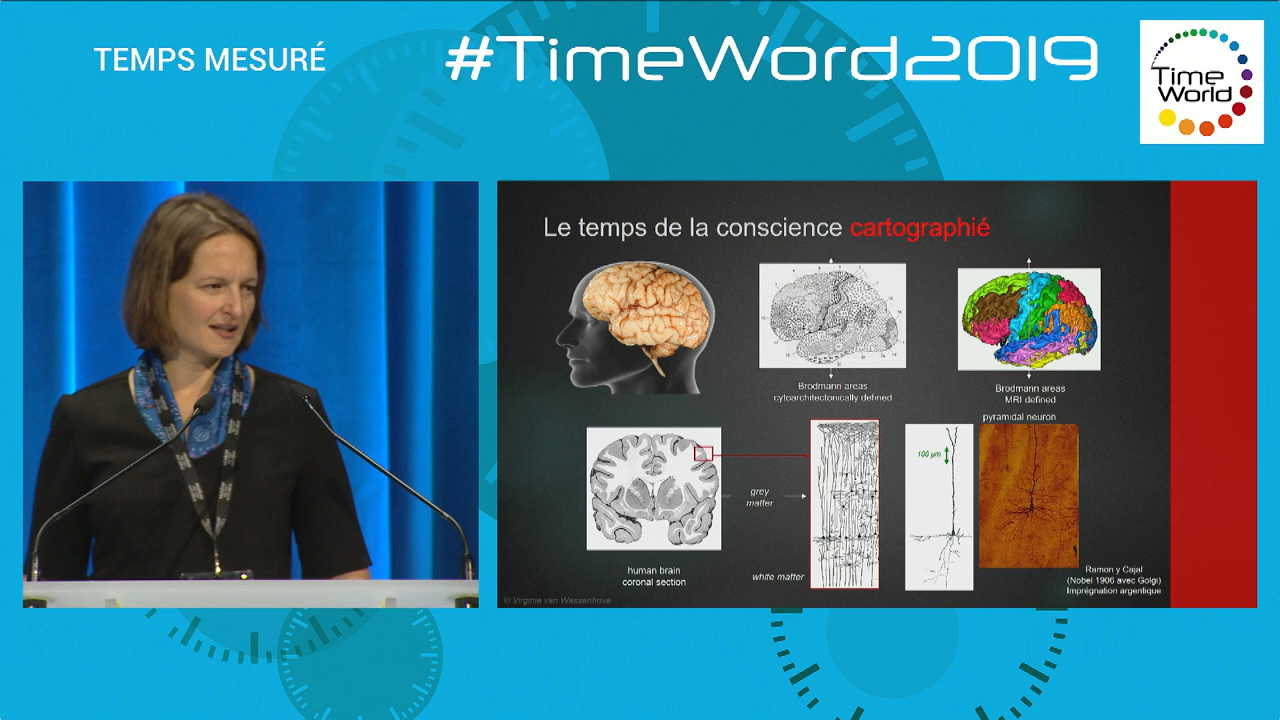 TEMPS MESURÉ
#TimeWord2019
Time
World
Le temps de la conscience cartographié
Brodmann areas
cytoarchitectonically defined
Brodmann areas
MRI defined
pyramidal neuron
100 µm
grey
matter
human brain
coronal section
white matter
Ramon y Cajal
(Nobel 1906 avec Golgi)
Imprégnation argentique
© Virginie van Wassenhove